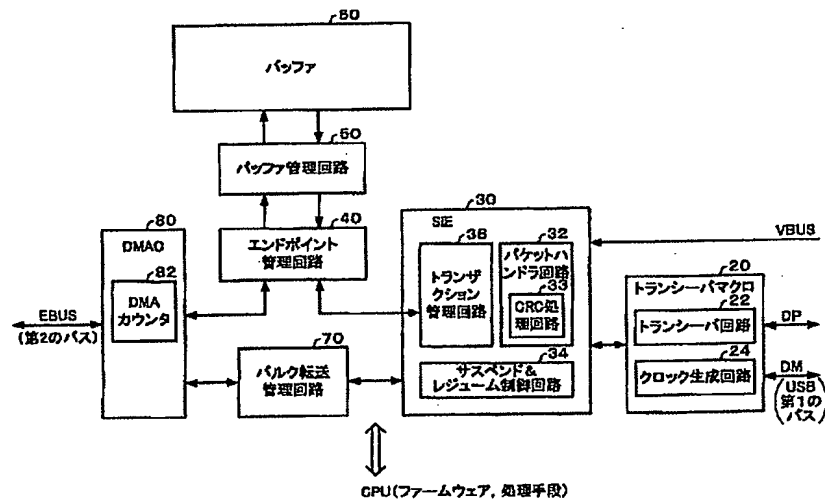 60
バッファ
50
バッファ管理回路
40
エンドポイント
管理回路
80
DMAC
82
DMA
カウンタ
EBUS
(第2のバス)
70
バルク転送
管理回路
30
SIE
36
トランザ
クション
管理回路
32
パケットハン
ドラ回路
33
CRC処
理回路
34
サスペンド&
レジューム制御回路
VBUS
20
トランシーバマクロ
22
トランシーバ回路
24
クロック生成回路
DP
DM
(USB
第1の
バス)
CPU(ファームウェア, 処理手段)